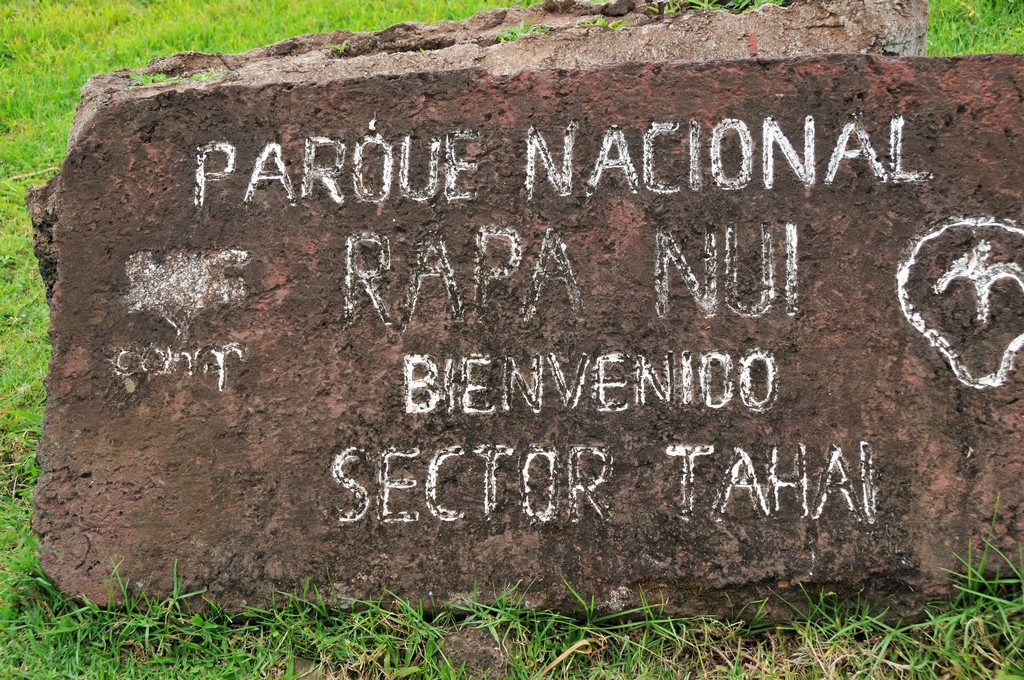 PARQUE NACIONAL
RAPA NUI
conaf
BIENVENIDO
SECTOR TAHAI